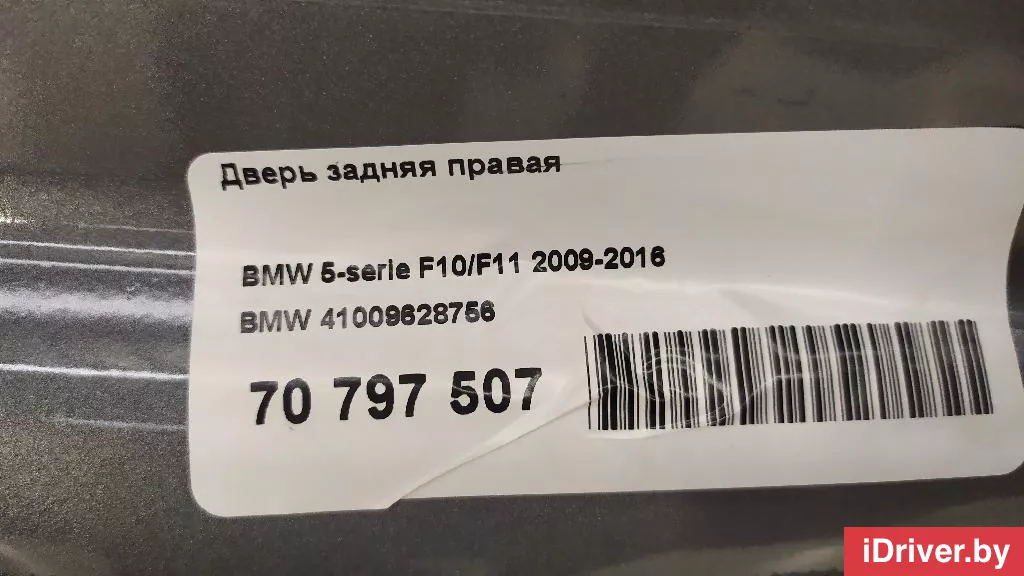 Дверь задняя правая
BMW 5-serie F10/F11 2009-2016
BMW 41009628756
70 797 507
iDriver.by